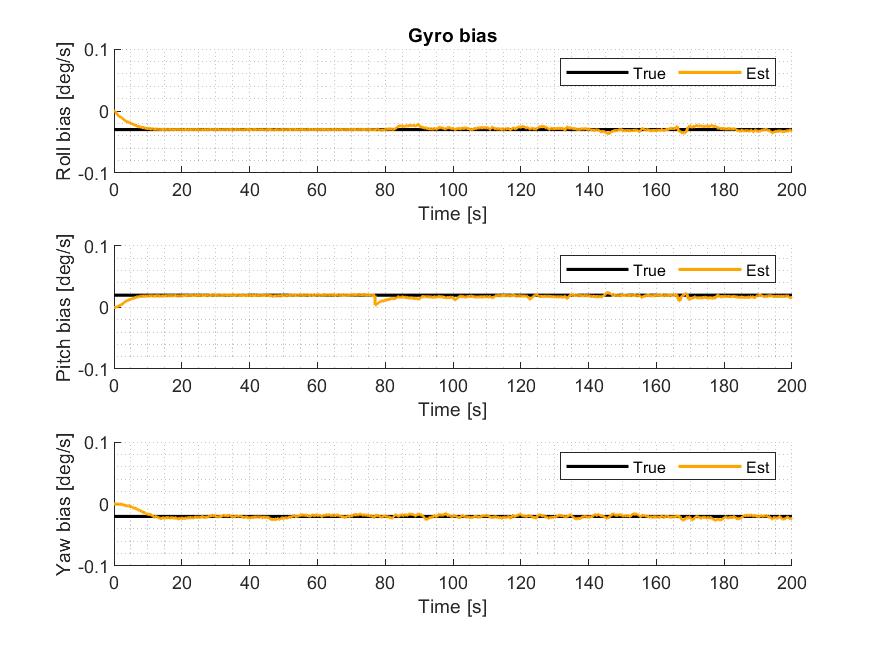 Gyro bias
Roll bias [deg/s]
0.1
0
-0.1
True Est
0 20 40 60 80 100 120 140 160 180 200
Time [s]
Pitch bias [deg/s]
0.1
0
-0.1
True Est
0 20 40 60 80 100 120 140 160 180 200
Time [s]
Yaw bias [deg/s]
0.1
0
-0.1
True Est
0 20 40 60 80 100 120 140 160 180 200
Time [s]